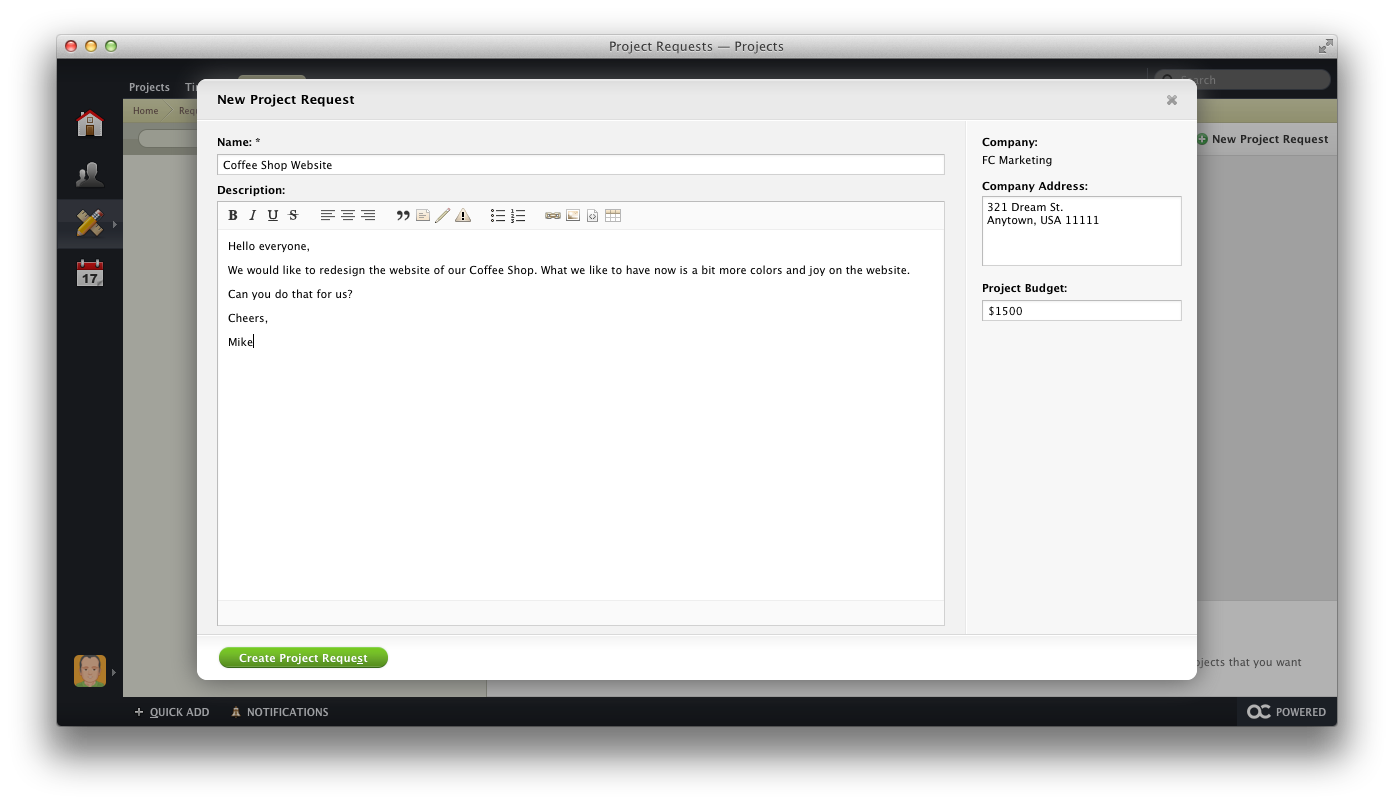 Project Requests — Projects
Projects
Search
Home
New Project Request
New Project Request
Name: *
Coffee Shop Website
Description:
B I U S
Hello everyone,
We would like to redesign the website of our Coffee Shop. What we like to have now is a bit more colors and joy on the website.
Can you do that for us?
Cheers,
Mike
Company:
FC Marketing
Company Address:
321 Dream St.
Anytown, USA 11111
Project Budget:
$1500
17
Create Project Request
that you want
+ QUICK ADD
NOTIFICATIONS
POWERED